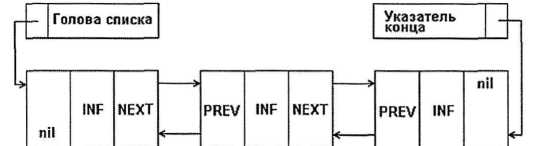 Голова списка
Указатель конца
nil INF NEXT
PREV INF NEXT
PREV INF nil